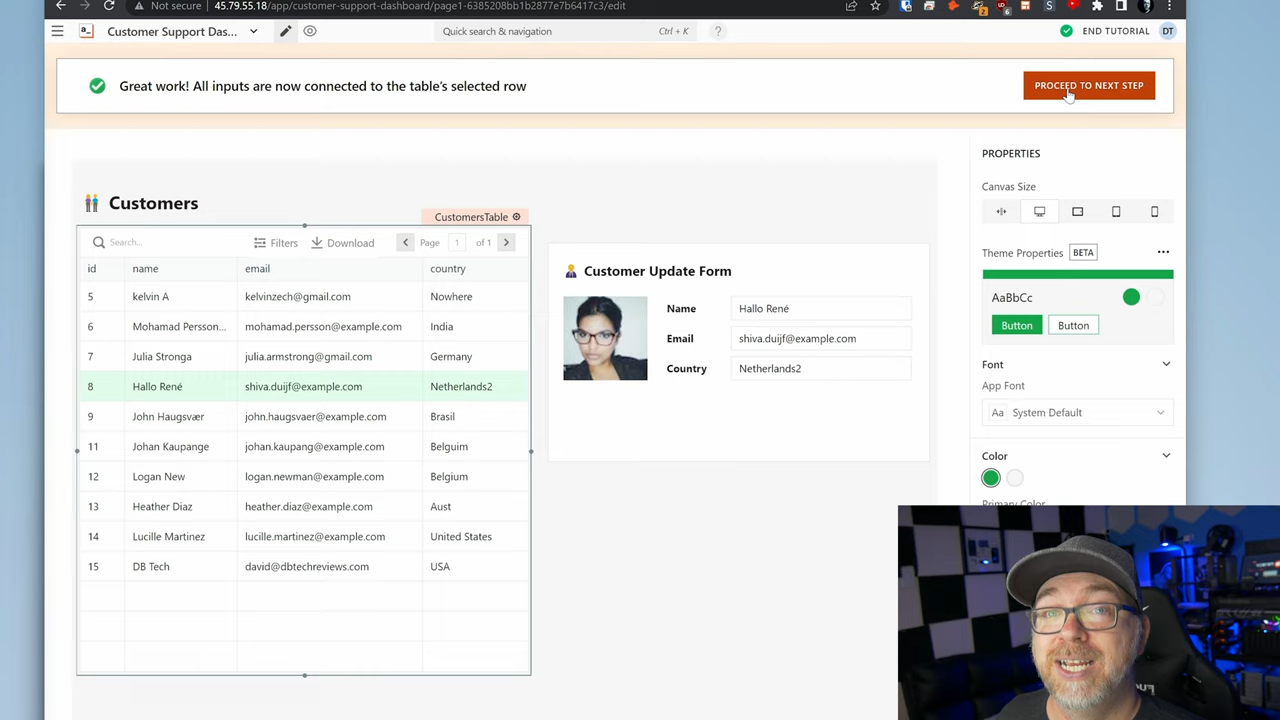 Not secure 45.79.55.18/app/customer-support-dashboard/page1-6385208bb1b2877e7b6417c3/edit
a_ Customer Support Das... Quick search & navigation Ctrl + K ? END TUTORIAL DT
Great work! All inputs are now connected to the table's selected row PROCEED TO NEXT STEP
PROPERTIES
Canvas Size
Customers
CustomersTable
Search... Filters Download Page 1 of 1
id name email country
5 kelvin A kelvinzech@gmail.com Nowhere
6 Mohamad Persson... mohamad.persson@example.com India
7 Julia Stronga julia.armstrong@gmail.com Germany
8 Hallo René shiva.duijf@example.com Netherlands2
9 John Haugsvær john.haugsvaer@example.com Brasil
11 Johan Kaupange johan.kaupang@example.com Belguim
12 Logan New logan.newman@example.com Belgium
13 Heather Diaz heather.diaz@example.com Aust
14 Lucille Martinez lucille.martinez@example.com United States
15 DB Tech david@dbtechreviews.com USA
Customer Update Form
Name Hallo René
Email shiva.duijf@example.com
Country Netherlands2
Theme Properties BETA
AaBbCc
Button Button
Font
App Font
Aa System Default
Color
Primary Color